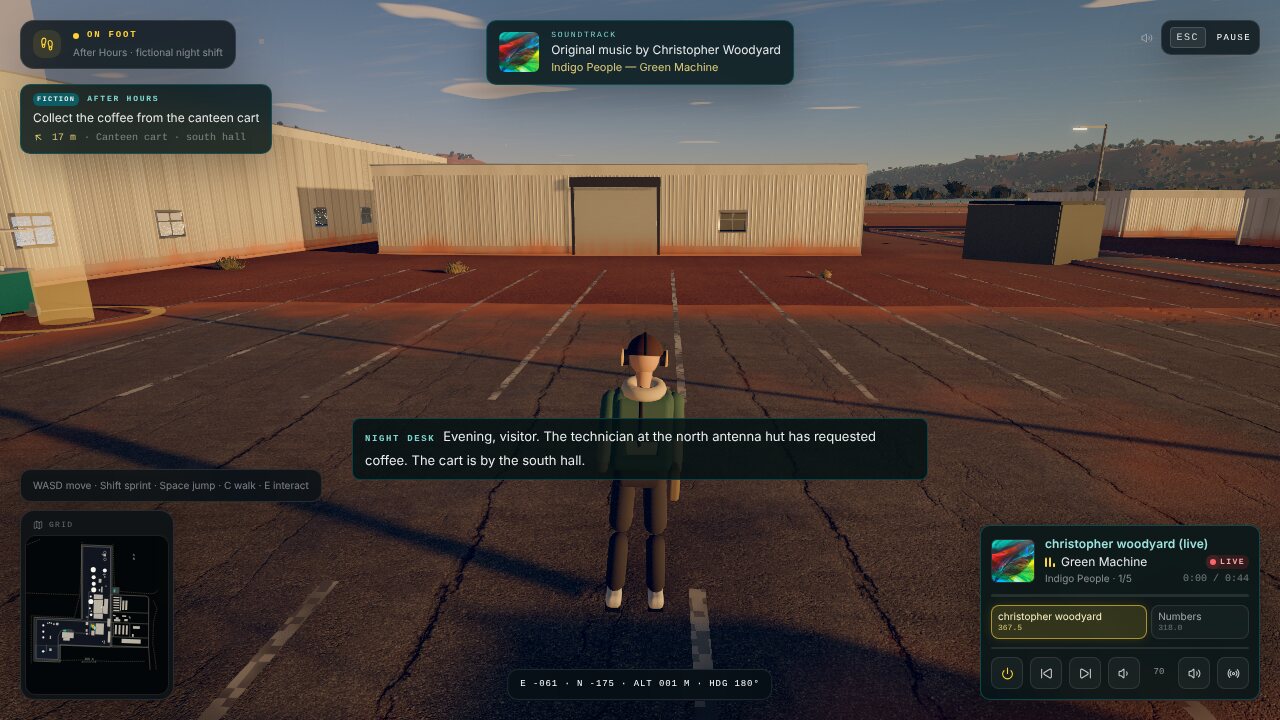 ON FOOT
After Hours · fictional night shift
SOUNDTRACK
Original music by Christopher Woodyard
Indigo People — Green Machine
ESC PAUSE
FICTION AFTER HOURS
Collect the coffee from the canteen cart
17 m · Canteen cart · south hall
NIGHT DESK Evening, visitor. The technician at the north antenna hut has requested
coffee. The cart is by the south hall.
WASD move · Shift sprint · Space jump · C walk · E interact
GRID
christopher woodyard (live)
Green Machine LIVE
Indigo People · 1/5 0:00 / 0:44
christopher woodyard
367.5
Numbers
318.0
70
E -061 · N -175 · ALT 001 M · HDG 180°